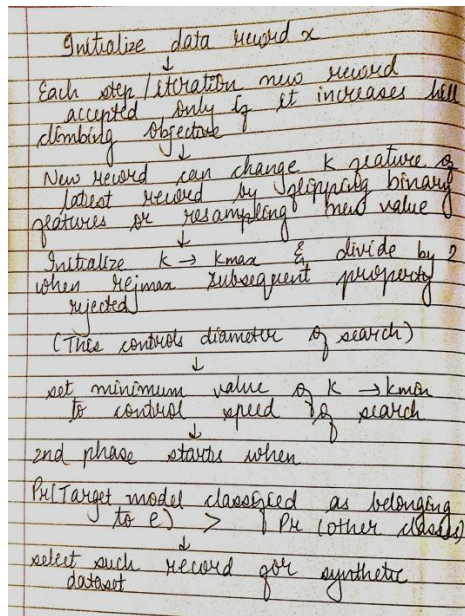 Initialize data record x
↓
Each step/iteration new record
accepted only if it increases hill
climbing objective
↓
New record can change k feature of
latest record by flipping binary
features or resampling new value
↓
Initialize k → kmax & divide by 2
when rejmax subsequent property
rejected
(This controls diameter of search)
↓
set minimum value of k → kmin
to control speed of search
↓
2nd phase starts when
Pr(Target model classified as belonging
to c) > Pr (other classes)
↓
select such record for synthetic
dataset